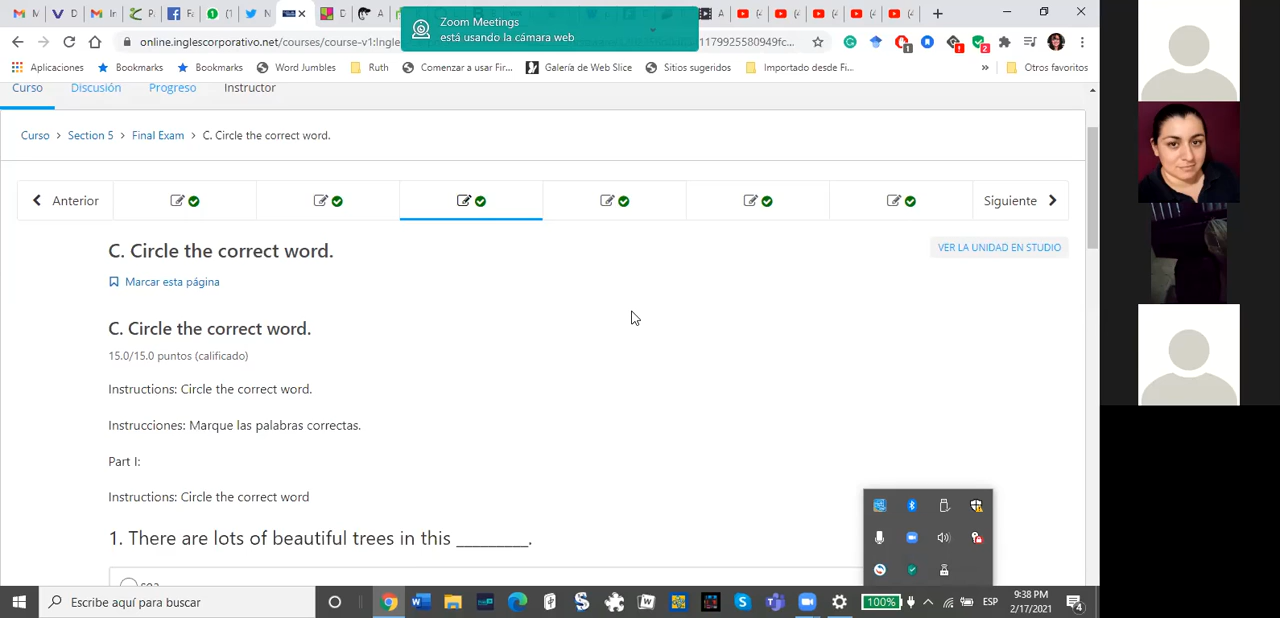 Zoom Meetings
está usando la cámara web
online.inglescorporativo.net/courses/course-v1:Ingle
1179925580949fc...
Aplicaciones
Bookmarks
Bookmarks
Word Jumbles
Ruth
Comenzar a usar Fir...
Galería de Web Slice
Sitios sugeridos
Importado desde Fi...
»
Otros favoritos
Curso
Discusión
Progreso
Instructor
Curso > Section 5 > Final Exam > C. Circle the correct word.
Anterior
Siguiente
C. Circle the correct word.
VER LA UNIDAD EN STUDIO
Marcar esta página
C. Circle the correct word.
15.0/15.0 puntos (calificado)
Instructions: Circle the correct word.
Instrucciones: Marque las palabras correctas.
Part I:
Instructions: Circle the correct word
1. There are lots of beautiful trees in this _________.
sea
Escribe aquí para buscar
100%
ESP
9:38 PM
2/17/2021
4